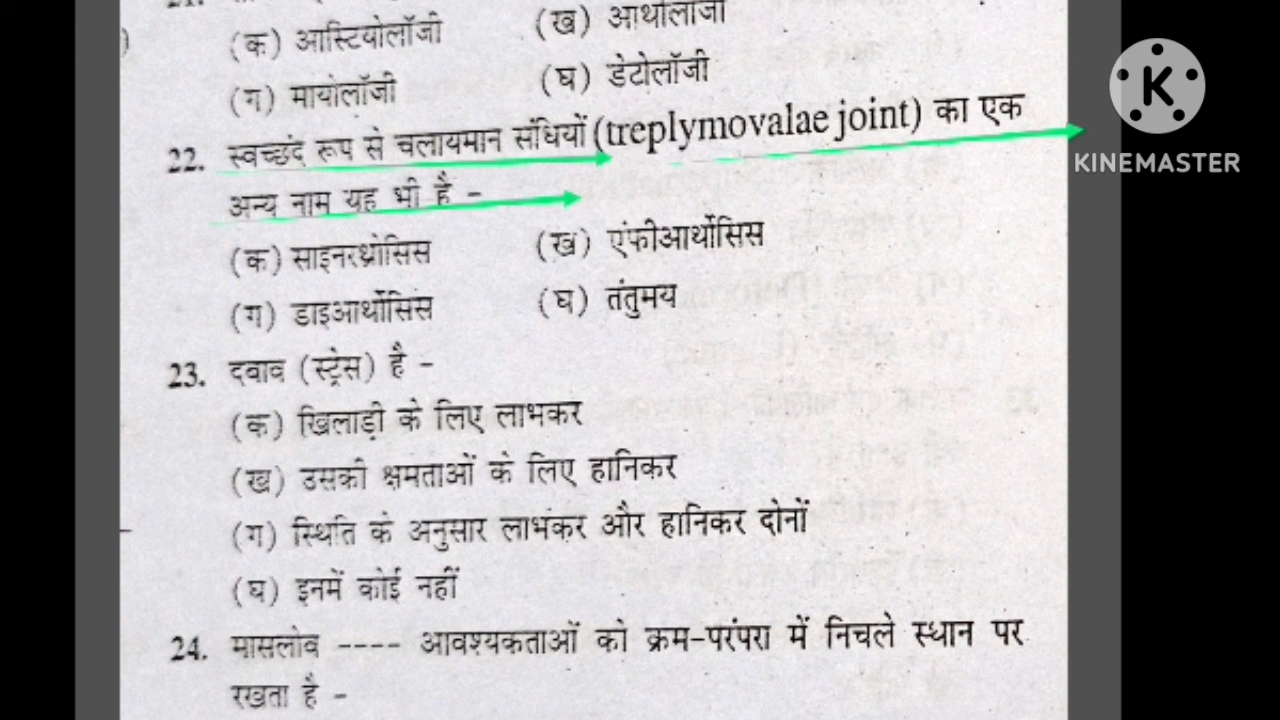 (क) आस्टियोलॉजी (ख) आर्थोलॉजी
(ग) मायोलॉजी (घ) डेटोलॉजी
22. स्वच्छंद रूप से चलायमान संधियों (treplymovalae joint) का एक
अन्य नाम यह भी है -
(क) साइनरथ्रोसिस (ख) एंफीआर्थोसिस
(ग) डाइआर्थोसिस (घ) तंतुमय
23. दवाव (स्ट्रेस) है -
(क) खिलाड़ी के लिए लाभकर
(ख) उसकी क्षमताओं के लिए हानिकर
(ग) स्थिति के अनुसार लाभकर और हानिकर दोनों
(घ) इनमें कोई नहीं
24. मासलोव ---- आवश्यकताओं को क्रम-परंपरा में निचले स्थान पर
रखता है -
K
KINEMASTER